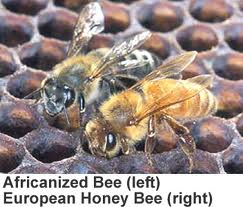 Africanized Bee (left)
European Honey Bee (right)